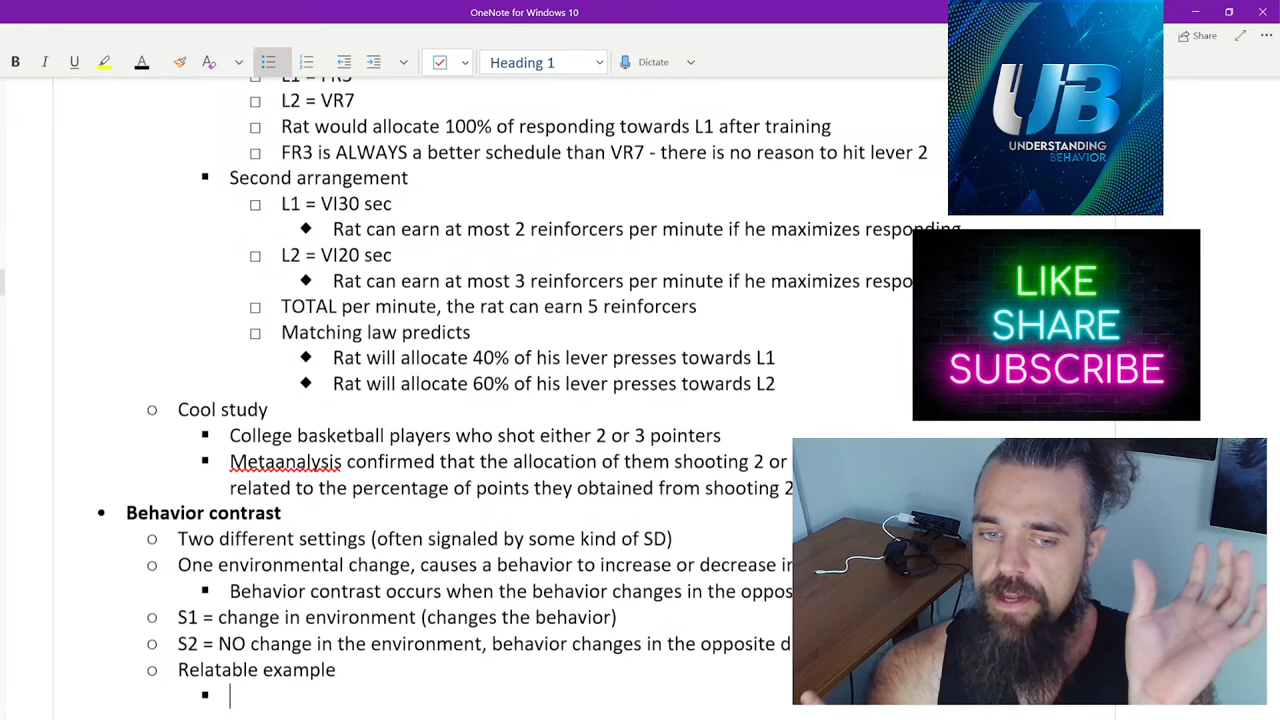 OneNote for Windows 10
Share
B I U A A Heading 1 Dictate
L1 = FR3
L2 = VR7
Rat would allocate 100% of responding towards L1 after training
FR3 is ALWAYS a better schedule than VR7 - there is no reason to hit lever 2
Second arrangement
L1 = VI30 sec
Rat can earn at most 2 reinforcers per minute if he maximizes responding
L2 = VI20 sec
Rat can earn at most 3 reinforcers per minute if he maximizes respo
TOTAL per minute, the rat can earn 5 reinforcers
Matching law predicts
Rat will allocate 40% of his lever presses towards L1
Rat will allocate 60% of his lever presses towards L2
Cool study
College basketball players who shot either 2 or 3 pointers
Metaanalysis confirmed that the allocation of them shooting 2 or
related to the percentage of points they obtained from shooting 2
Behavior contrast
Two different settings (often signaled by some kind of SD)
One environmental change, causes a behavior to increase or decrease in
Behavior contrast occurs when the behavior changes in the oppos
S1 = change in environment (changes the behavior)
S2 = NO change in the environment, behavior changes in the opposite d
Relatable example
UB
UNDERSTANDING
BEHAVIOR
LIKE
SHARE
SUBSCRIBE